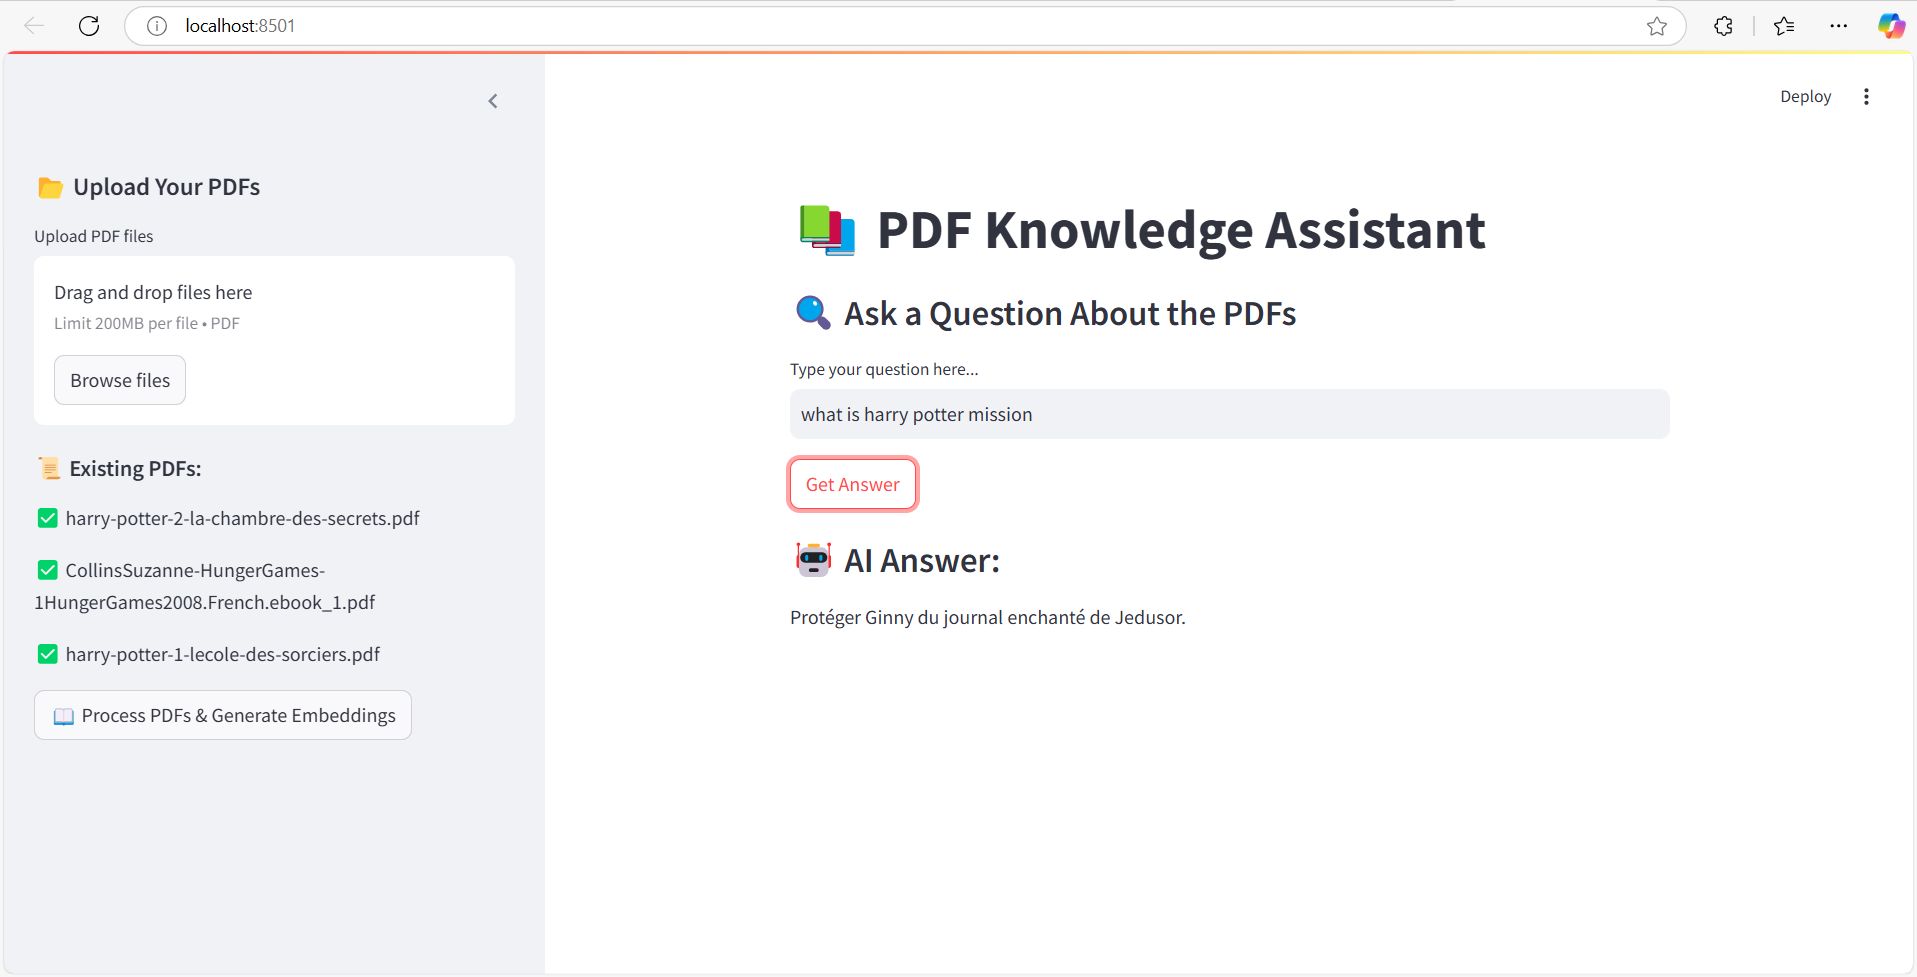 localhost:8501
Deploy
Upload Your PDFs
Upload PDF files
Drag and drop files here
Limit 200MB per file • PDF
Browse files
Existing PDFs:
harry-potter-2-la-chambre-des-secrets.pdf
CollinsSuzanne-HungerGames-
1HungerGames2008.French.ebook_1.pdf
harry-potter-1-lecole-des-sorciers.pdf
Process PDFs & Generate Embeddings
PDF Knowledge Assistant
Ask a Question About the PDFs
Type your question here...
what is harry potter mission
Get Answer
AI Answer:
Protéger Ginny du journal enchanté de Jedusor.